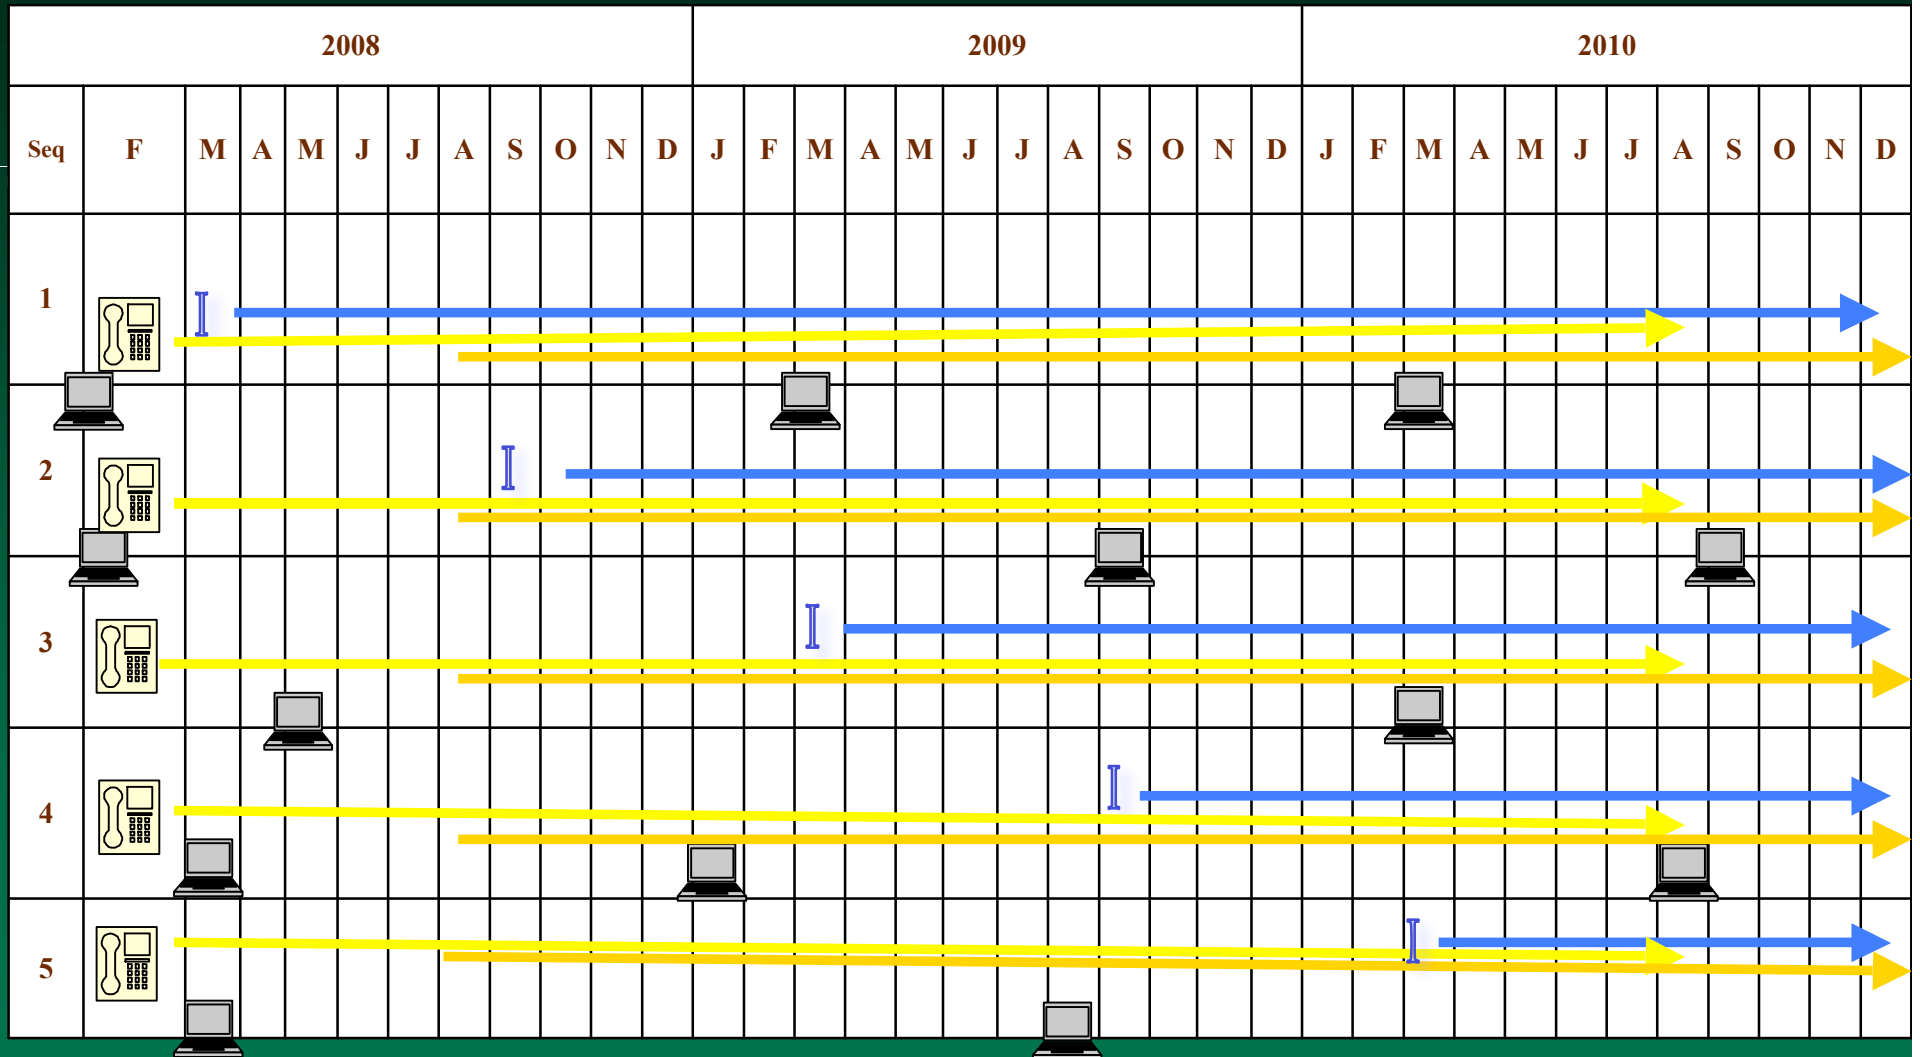 2008 2009 2010
Seq F M A M J J A S O N D J F M A M J J A S O N D J F M A M J J A S O N D
1 I
2 I
3 I
4 I
5 I